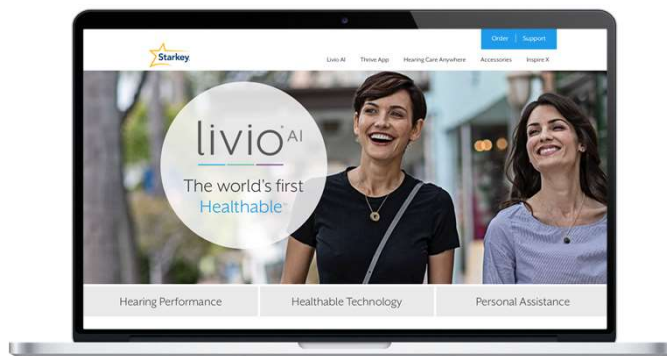 Order | Support
Starkey
Livio AI Thrive App Hearing Care Anywhere Accessories Inspire X
livio AI
The world's first
Healthable
Hearing Performance Healthable Technology Personal Assistance